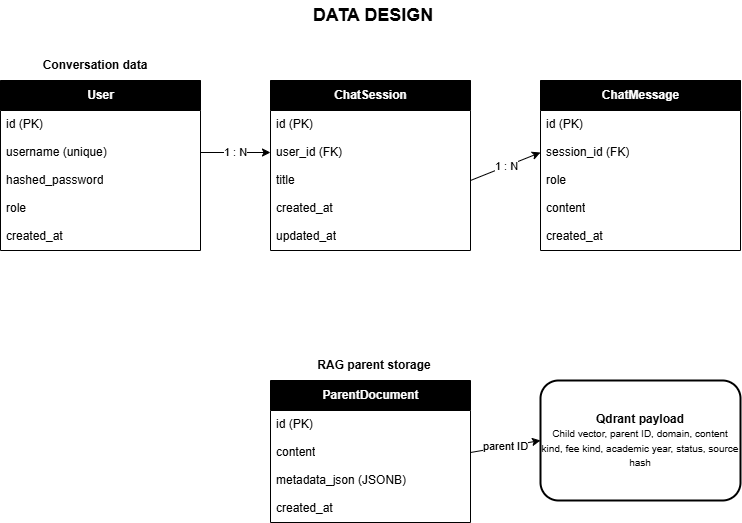 DATA DESIGN
Conversation data
User
id (PK)
username (unique)
hashed_password
role
created_at
1 : N
ChatSession
id (PK)
user_id (FK)
title
created_at
updated_at
1 : N
ChatMessage
id (PK)
session_id (FK)
role
content
created_at
RAG parent storage
ParentDocument
id (PK)
content
metadata_json (JSONB)
created_at
parent ID
Qdrant payload
Child vector, parent ID, domain, content
kind, fee kind, academic year, status, source
hash